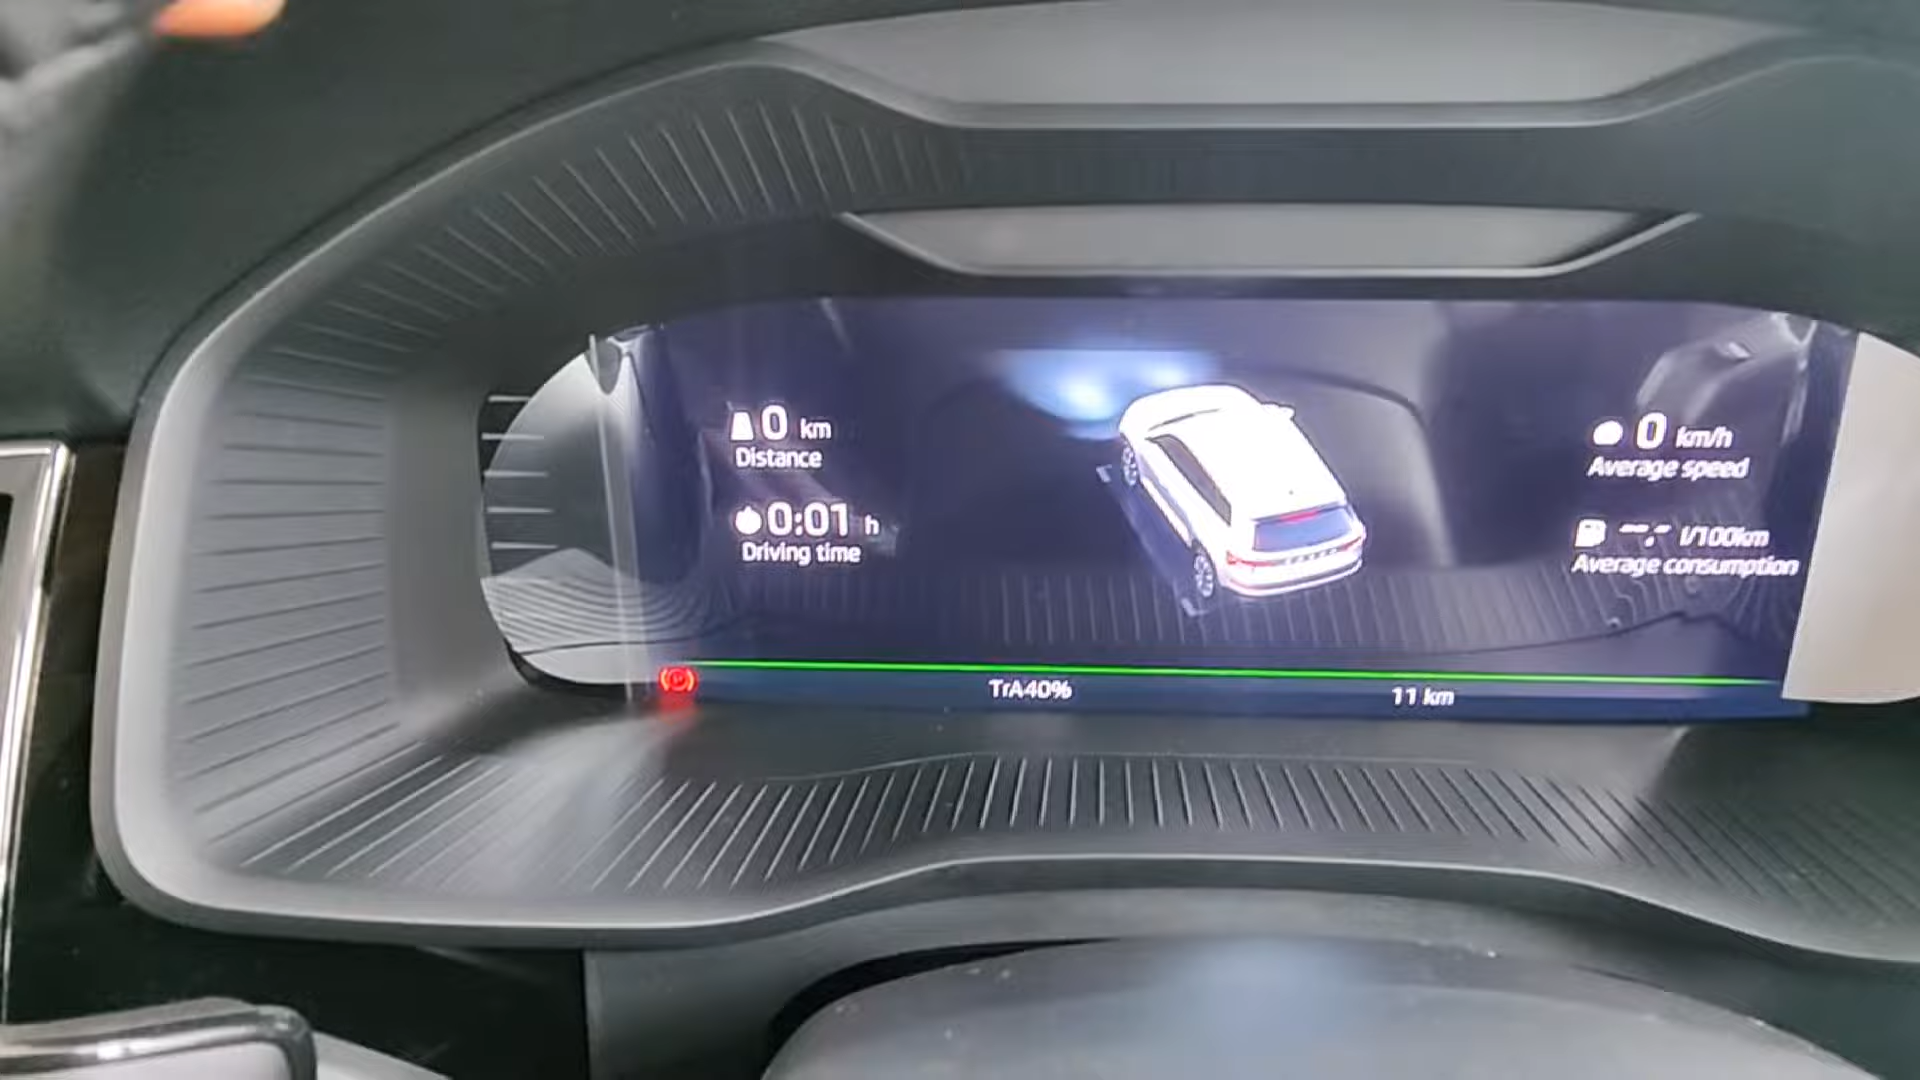 0 km
Distance
0:01 h
Driving time
0 km/h
Average speed
--.- l/100km
Average consumption
TrA40%
11 km